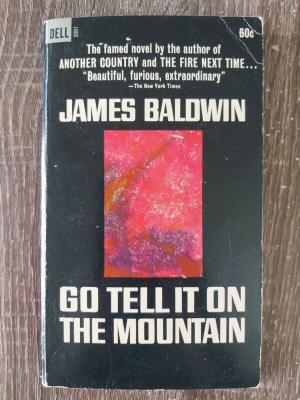 DELL
60c
The famed novel by the author of
ANOTHER COUNTRY and THE FIRE NEXT TIME...
"Beautiful, furious, extraordinary"
—The New York Times
JAMES BALDWIN
GO TELL IT ON
THE MOUNTAIN